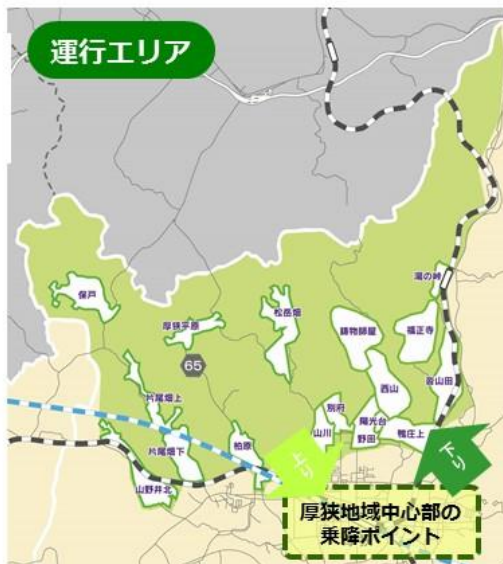 運行エリア
湯の峠
保戸
厚狭平原
松岳畑
鋳物師屋
福正寺
65
西山
沓山田
片尾畑上
別府
陽光台
山川
野田
鴨庄上
柏原
片尾畑下
山野井北
上り
下り
厚狭地域中心部の
乗降ポイント